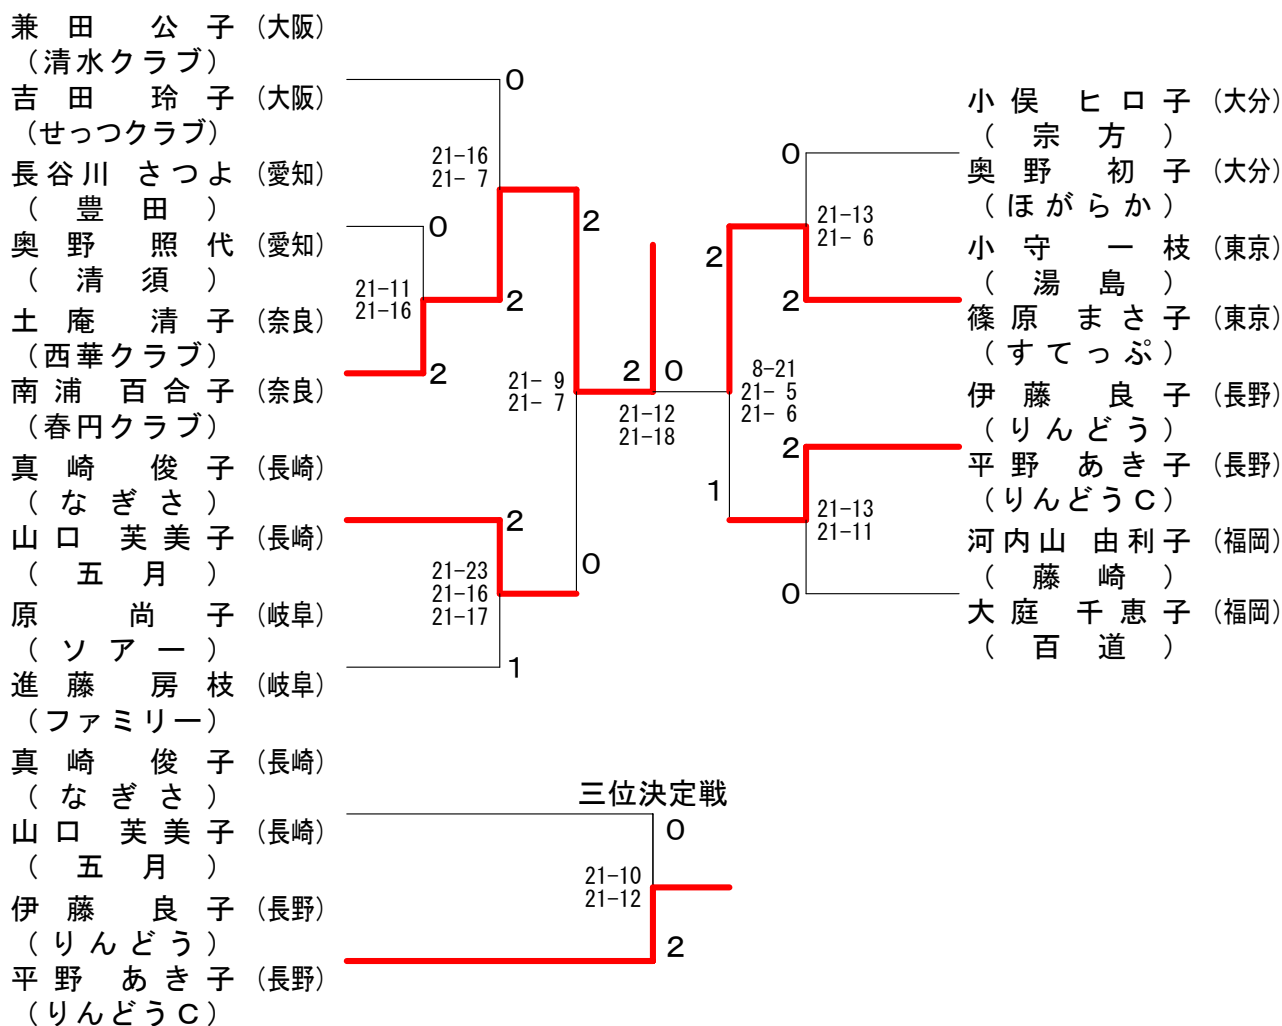 兼田 公子 (大阪)
(清水クラブ)
吉田 玲子 (大阪)
(せっつクラブ)
長谷川 さつよ (愛知)
(豊田)
奥野 照代 (愛知)
(清須)
土庵 清子 (奈良)
(西華クラブ)
南浦 百合子 (奈良)
(春円クラブ)
真崎 俊子 (長崎)
(なぎさ)
山口 芙美子 (長崎)
(五月)
原 尚子 (岐阜)
(ソアー)
進藤 房枝 (岐阜)
(ファミリー)
0
21-16
21- 7
0
21-11
21-16
2
2
2
21- 9
21- 7
2
0
21-12
21-18
2
21-23
21-16
21-17
0
1
小俣 ヒロ子 (大分)
(宗方)
奥野 初子 (大分)
(ほがらか)
小守 一枝 (東京)
(湯島)
篠原 まさ子 (東京)
(すてっぷ)
伊藤 良子 (長野)
(りんどう)
平野 あき子 (長野)
(りんどうC)
河内山 由利子 (福岡)
(藤崎)
大庭 千恵子 (福岡)
(百道)
0
21-13
21- 6
2
2
8-21
21- 5
21- 6
2
1
21-13
21-11
0
三位決定戦
真崎 俊子 (長崎)
(なぎさ)
山口 芙美子 (長崎)
(五月)
伊藤 良子 (長野)
(りんどう)
平野 あき子 (長野)
(りんどうC)
0
21-10
21-12
2